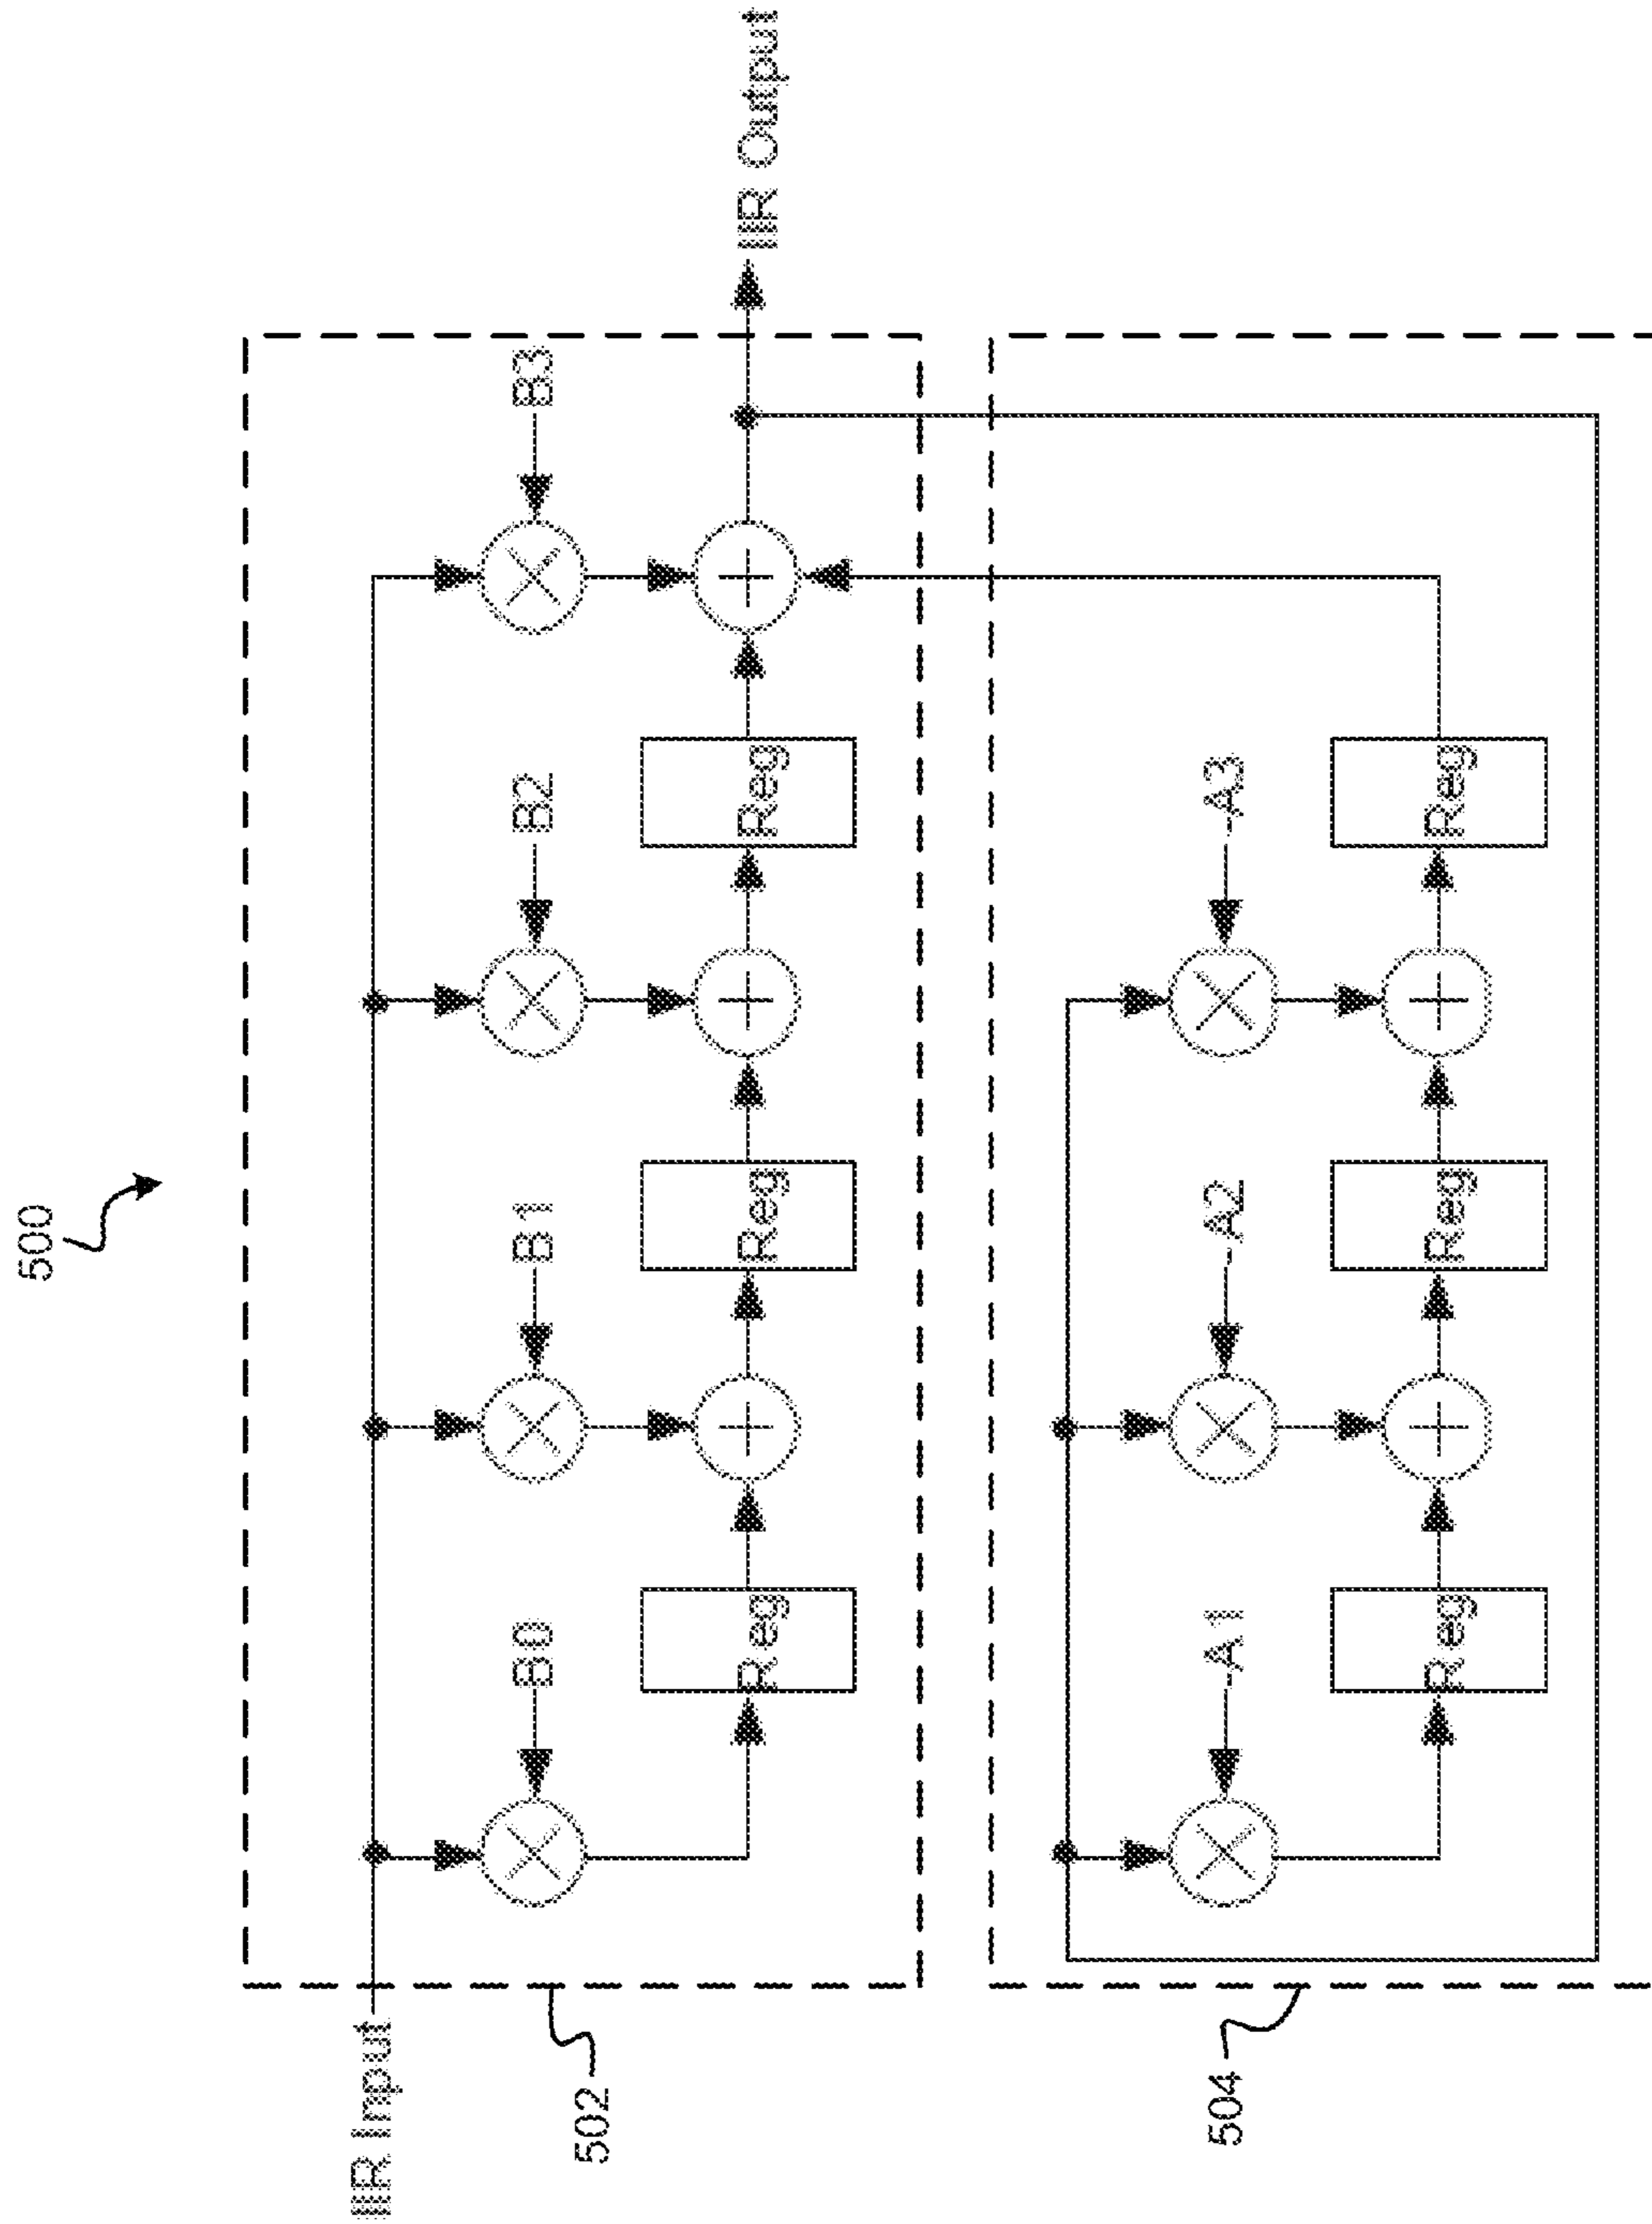 500
IIR Input
B0
B1
B2
B3
502
Reg
Reg
Reg
IIR Output
504
-A1
-A2
-A3
Reg
Reg
Reg